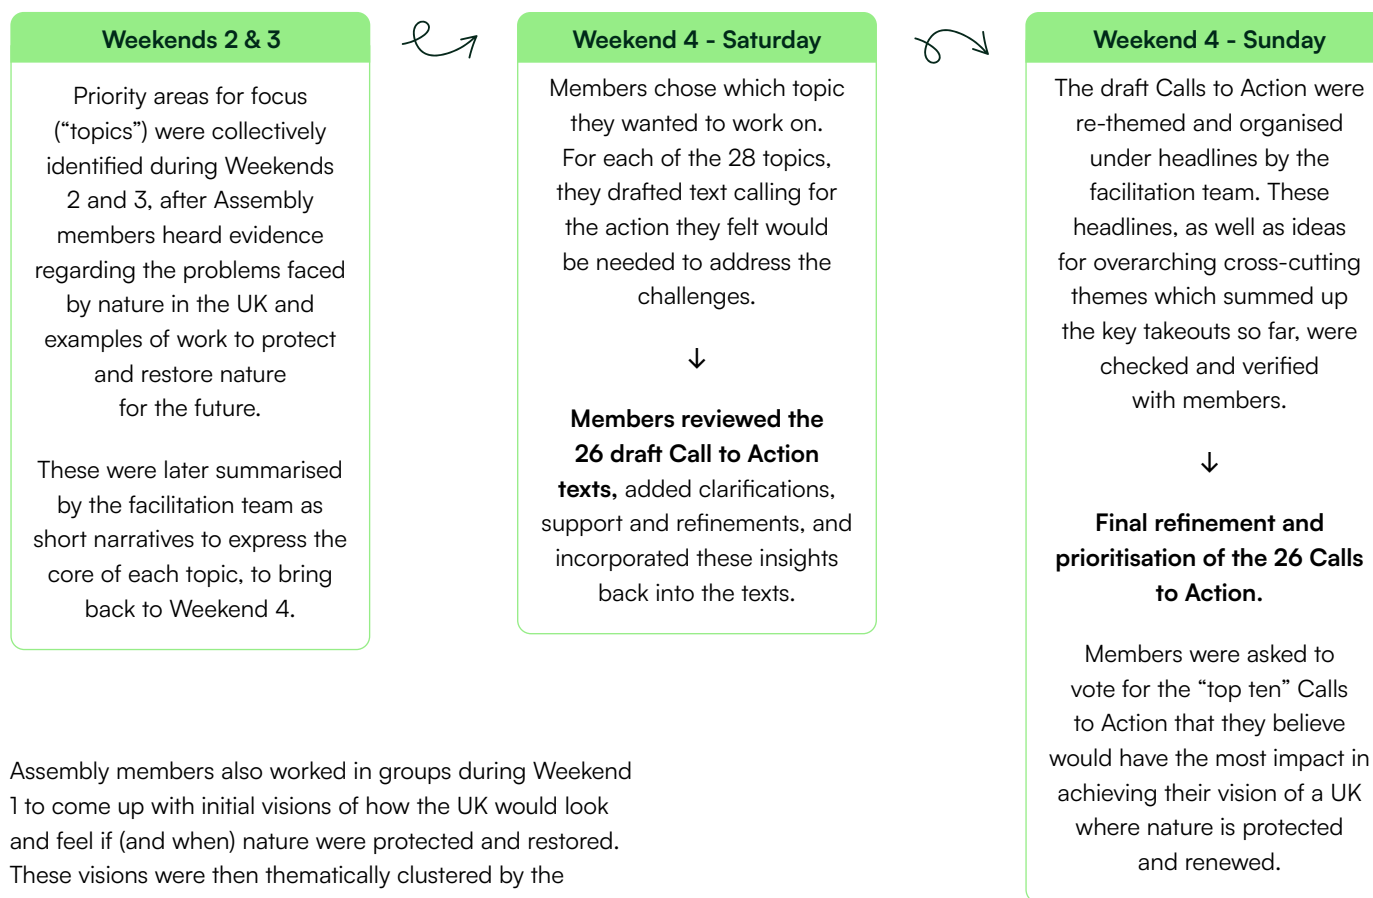 Weekends 2 & 3
Priority areas for focus
(“topics”) were collectively
identified during Weekends
2 and 3, after Assembly
members heard evidence
regarding the problems faced
by nature in the UK and
examples of work to protect
and restore nature
for the future.
These were later summarised
by the facilitation team as
short narratives to express the
core of each topic, to bring
back to Weekend 4.
Weekend 4 - Saturday
Members chose which topic
they wanted to work on.
For each of the 28 topics,
they drafted text calling for
the action they felt would
be needed to address the
challenges.
↓
Members reviewed the
26 draft Call to Action
texts, added clarifications,
support and refinements, and
incorporated these insights
back into the texts.
Weekend 4 - Sunday
The draft Calls to Action were
re-themed and organised
under headlines by the
facilitation team. These
headlines, as well as ideas
for overarching cross-cutting
themes which summed up
the key takeouts so far, were
checked and verified
with members.
↓
Final refinement and
prioritisation of the 26 Calls
to Action.
Members were asked to
vote for the “top ten” Calls
to Action that they believe
would have the most impact in
achieving their vision of a UK
where nature is protected
and renewed.
Assembly members also worked in groups during Weekend
1 to come up with initial visions of how the UK would look
and feel if (and when) nature were protected and restored.
These visions were then thematically clustered by the